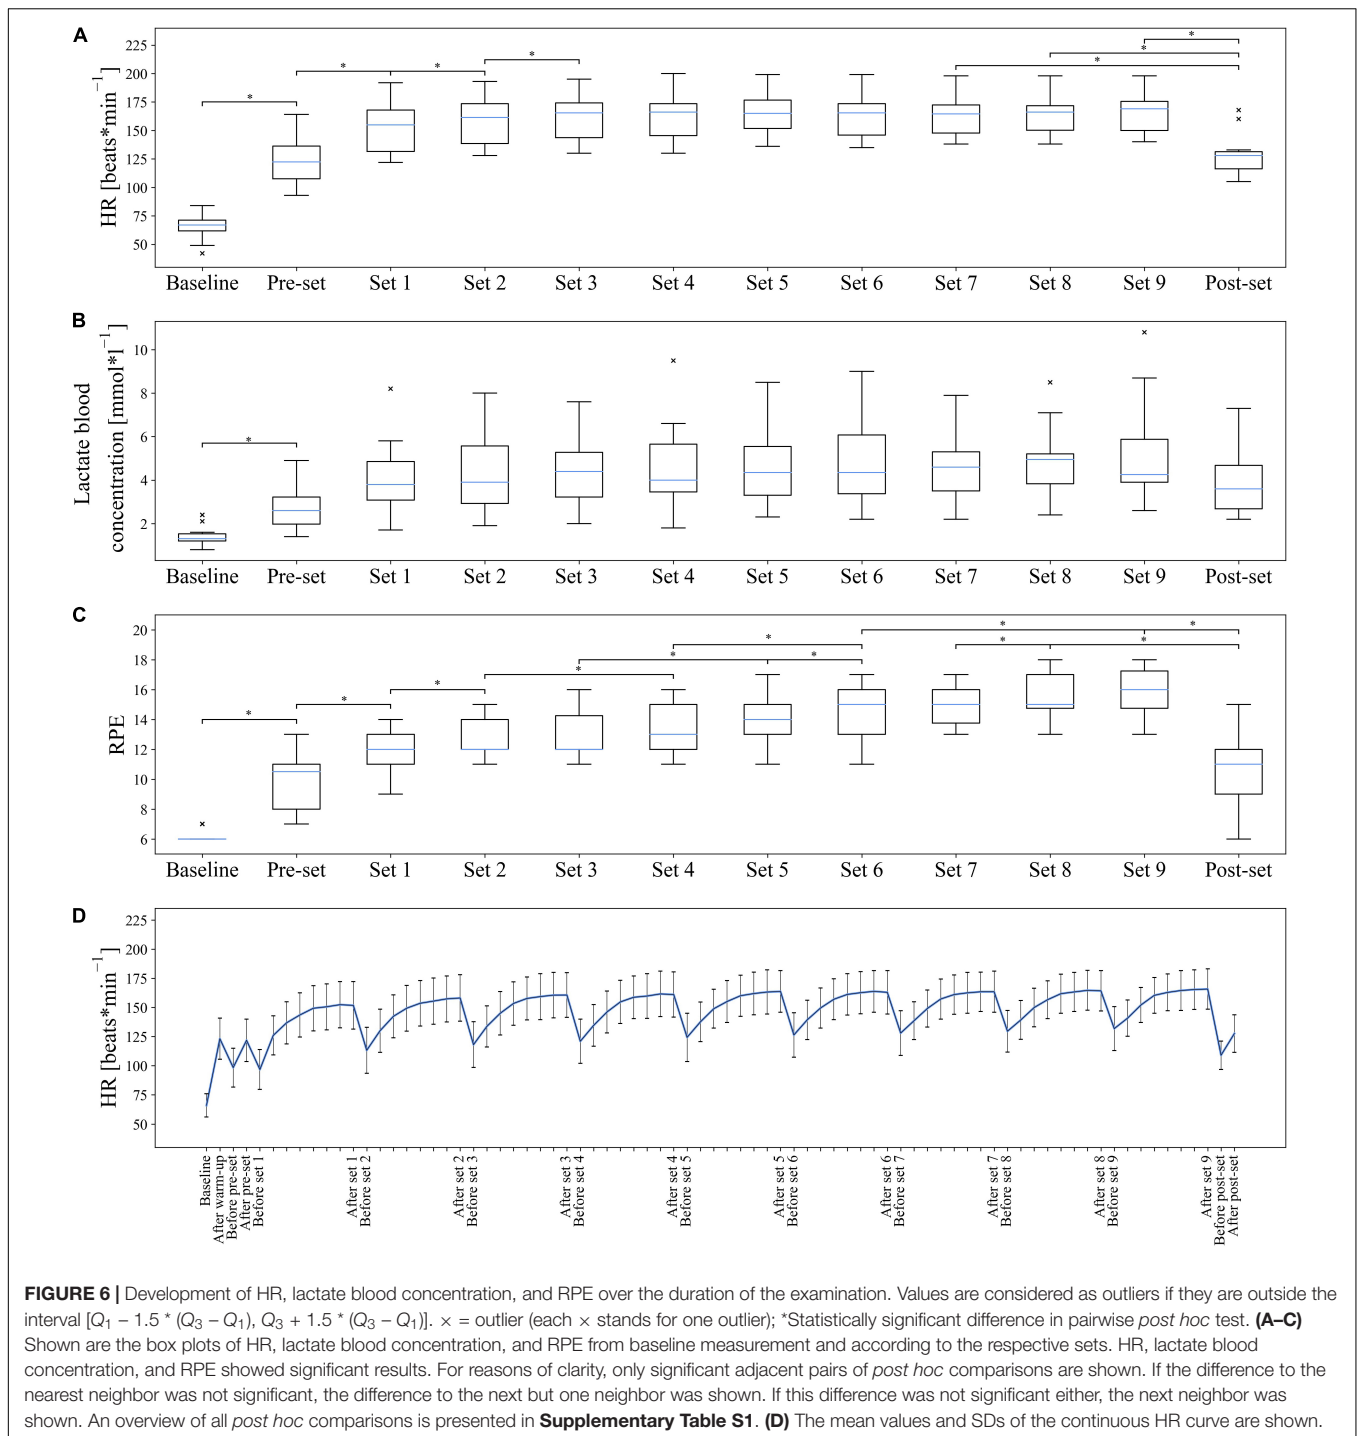 A
HR [beats*min⁻¹]
225
200
175
150
125
100
75
50
* * * * * * *
Baseline Pre-set Set 1 Set 2 Set 3 Set 4 Set 5 Set 6 Set 7 Set 8 Set 9 Post-set
B
Lactate blood
concentration [mmol*l⁻¹]
10
8
6
4
2
*
Baseline Pre-set Set 1 Set 2 Set 3 Set 4 Set 5 Set 6 Set 7 Set 8 Set 9 Post-set
C
RPE
20
18
16
14
12
10
8
6
* * * * * * * * * * *
Baseline Pre-set Set 1 Set 2 Set 3 Set 4 Set 5 Set 6 Set 7 Set 8 Set 9 Post-set
D
HR [beats*min⁻¹]
225
200
175
150
125
100
75
50
Baseline
After warm-up
Before pre-set
After pre-set
Before set 1
After set 1
Before set 2
After set 2
Before set 3
After set 3
Before set 4
After set 4
Before set 5
After set 5
Before set 6
After set 6
Before set 7
After set 7
Before set 8
After set 8
Before set 9
After set 9
Before post-set
After post-set
FIGURE 6 | Development of HR, lactate blood concentration, and RPE over the duration of the examination. Values are considered as outliers if they are outside the
interval [Q₁ − 1.5 * (Q₃ − Q₁), Q₃ + 1.5 * (Q₃ − Q₁)]. × = outlier (each × stands for one outlier); *Statistically significant difference in pairwise post hoc test. (A–C)
Shown are the box plots of HR, lactate blood concentration, and RPE from baseline measurement and according to the respective sets. HR, lactate blood
concentration, and RPE showed significant results. For reasons of clarity, only significant adjacent pairs of post hoc comparisons are shown. If the difference to the
nearest neighbor was not significant, the difference to the next but one neighbor was shown. If this difference was not significant either, the next neighbor was
shown. An overview of all post hoc comparisons is presented in Supplementary Table S1. (D) The mean values and SDs of the continuous HR curve are shown.